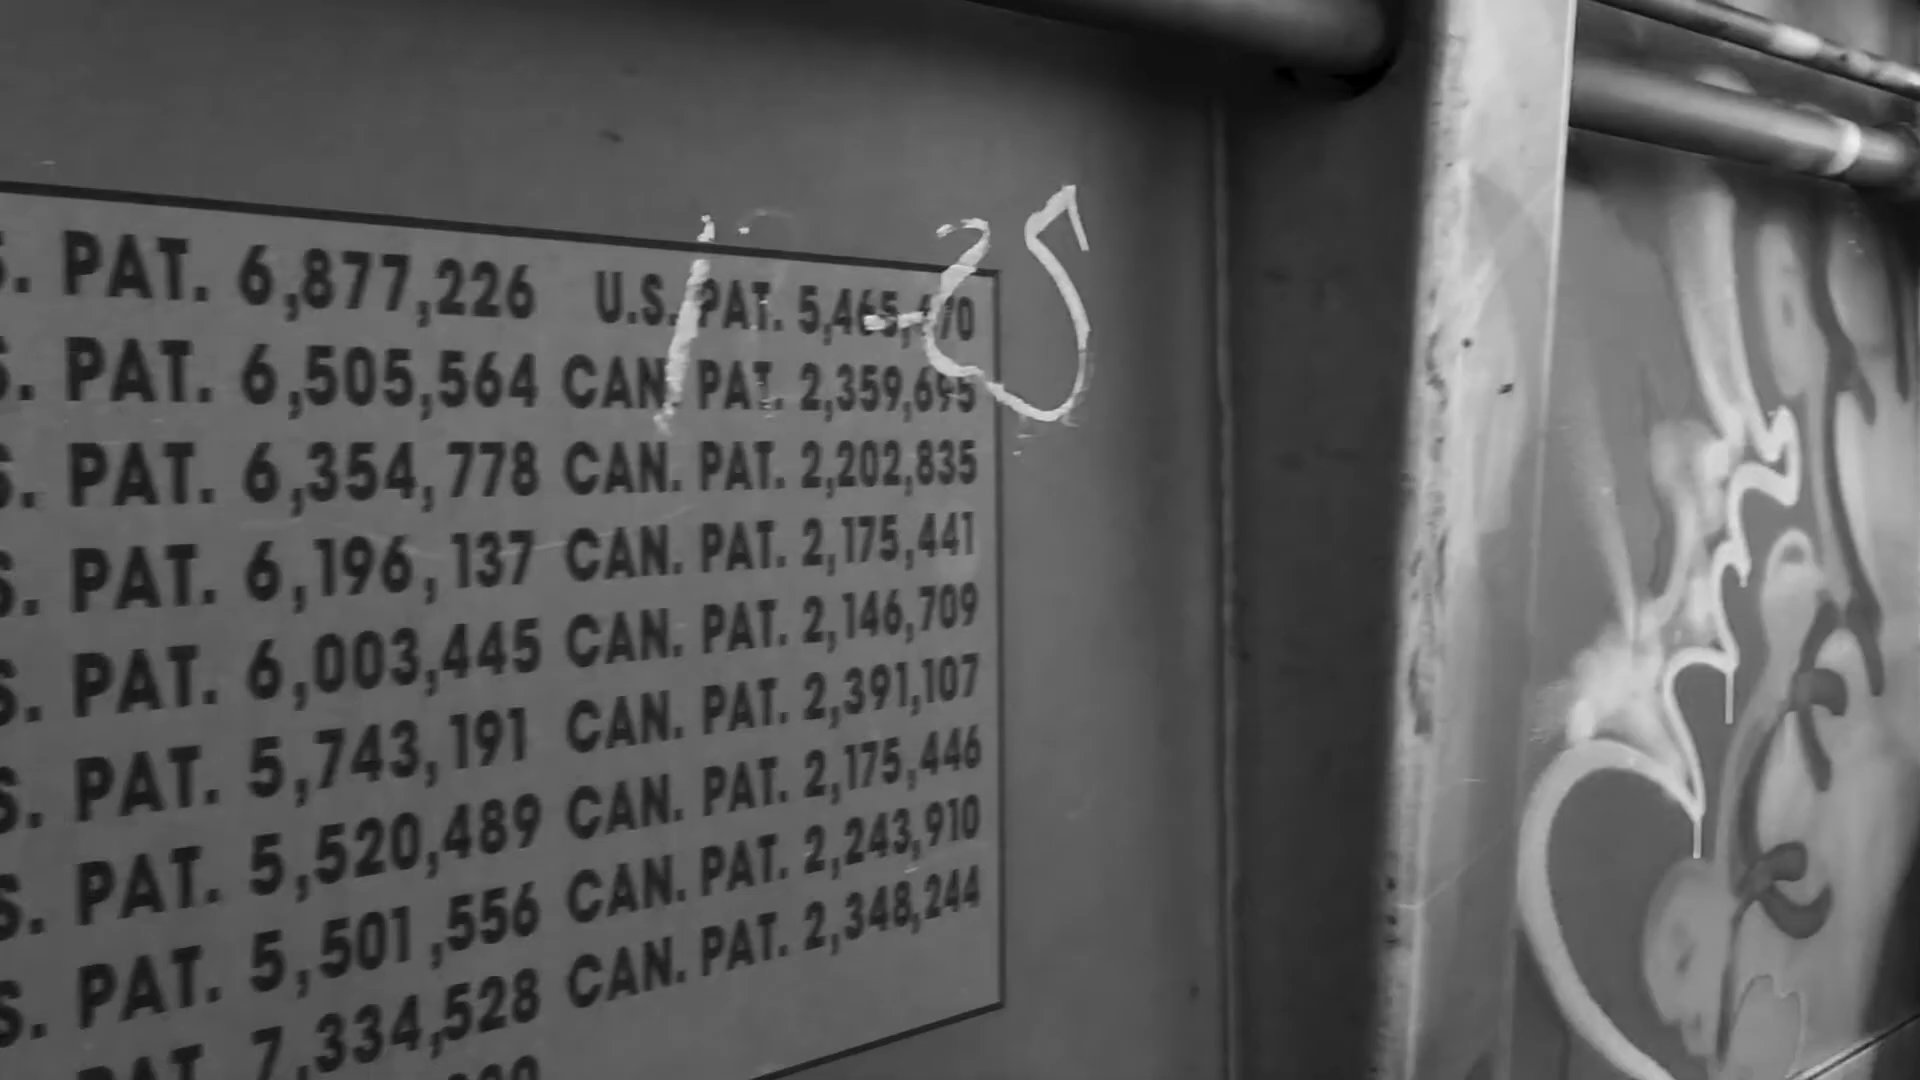 S. PAT. 6,877,226 U.S. PAT. 5,465,
S. PAT. 6,505,564 CAN. PAT. 2,359,695
S. PAT. 6,354,778 CAN. PAT. 2,202,835
S. PAT. 6,196,137 CAN. PAT. 2,175,441
S. PAT. 6,003,445 CAN. PAT. 2,146,709
S. PAT. 5,743,191 CAN. PAT. 2,391,107
S. PAT. 5,520,489 CAN. PAT. 2,175,446
S. PAT. 5,501,556 CAN. PAT. 2,243,910
PAT. 7,334,528 CAN. PAT. 2,348,244